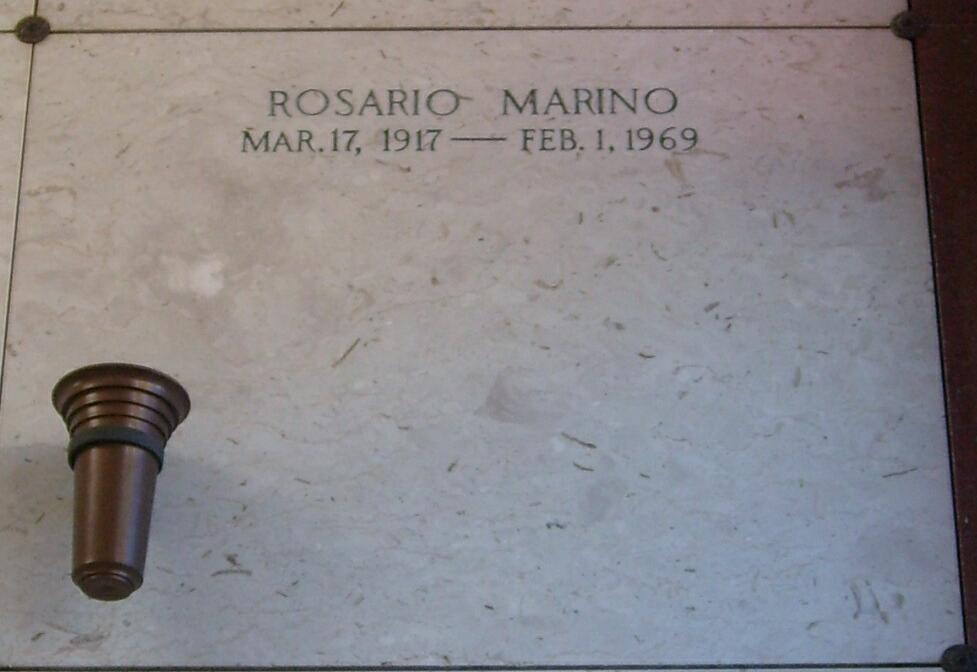 ROSARIO MARINO
MAR. 17, 1917 — FEB. 1, 1969